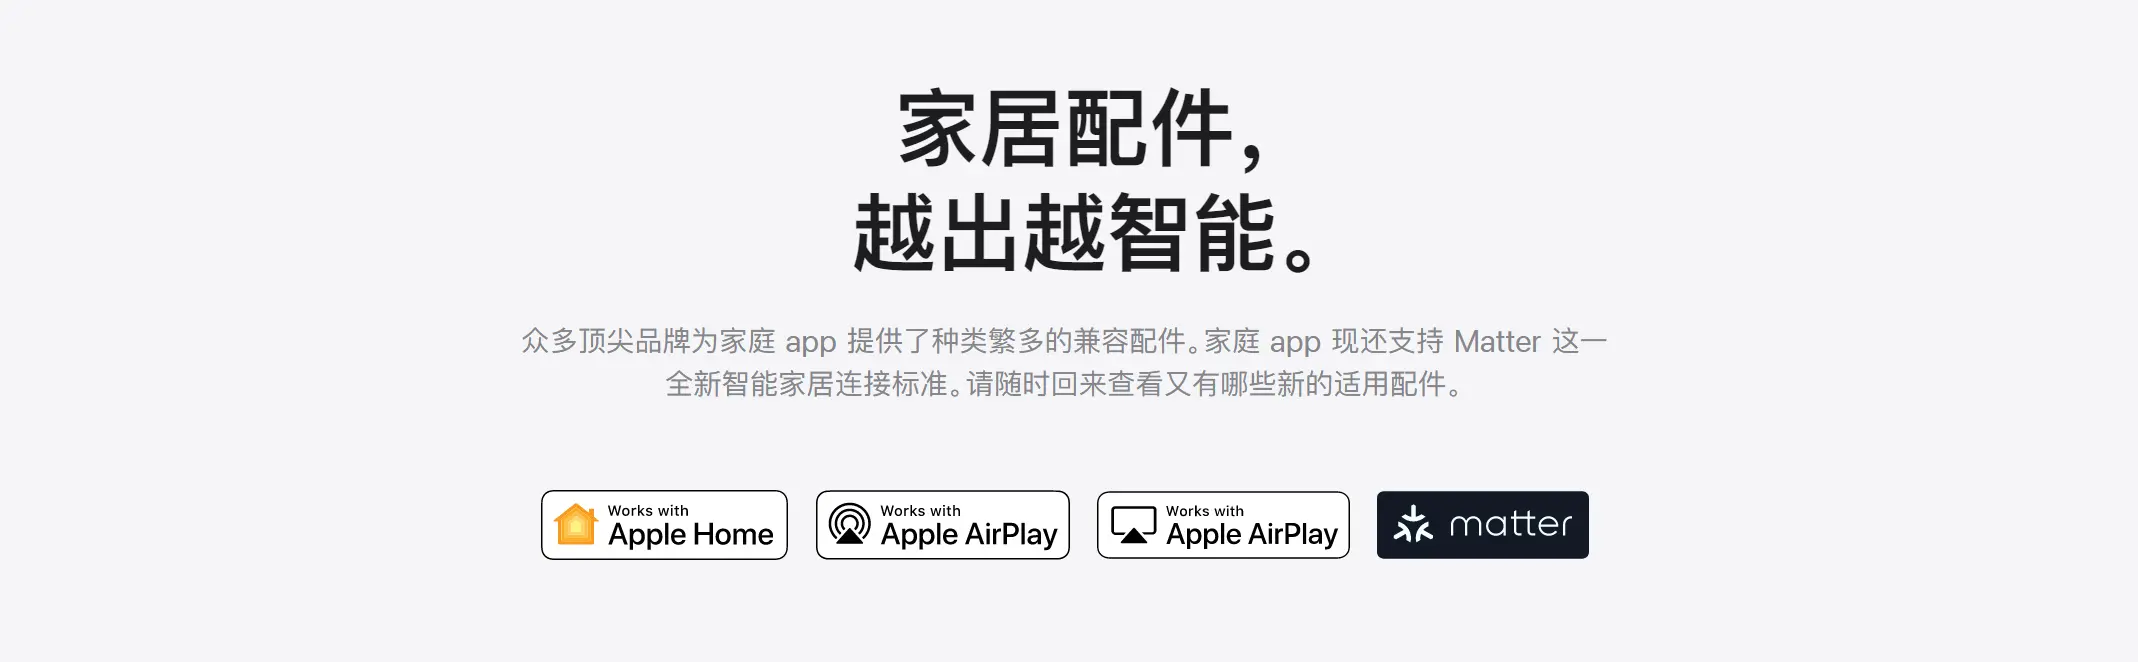 家居配件，
越出越智能。
众多顶尖品牌为家庭 app 提供了种类繁多的兼容配件。家庭 app 现还支持 Matter 这一
全新智能家居连接标准。请随时回来查看又有哪些新的适用配件。
Works with
Apple Home
Works with
Apple AirPlay
Works with
Apple AirPlay
matter